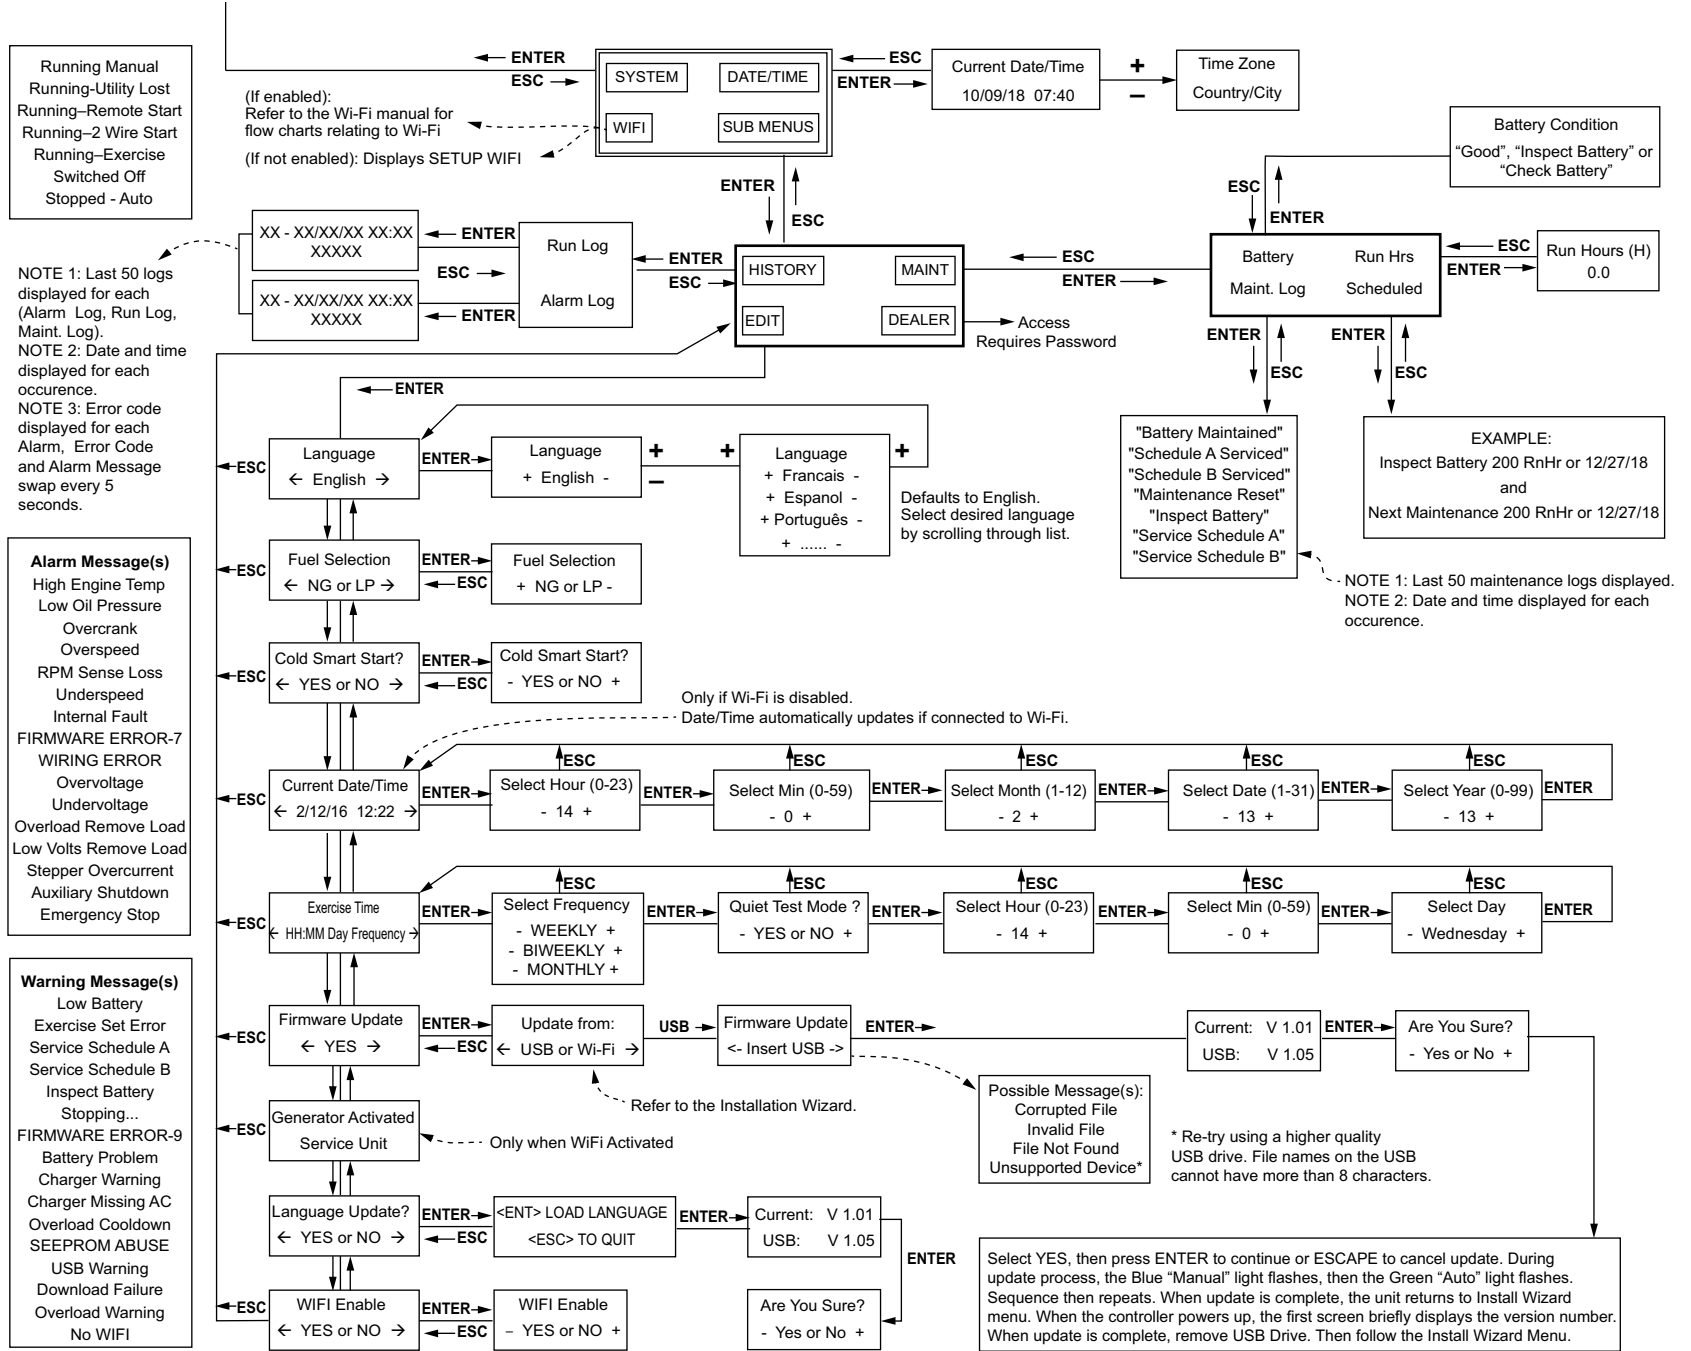 Running Manual
Running-Utility Lost
Running–Remote Start
Running–2 Wire Start
Running–Exercise
Switched Off
Stopped - Auto
ENTER
ESC
(If enabled):
Refer to the Wi-Fi manual for
flow charts relating to Wi-Fi
(If not enabled): Displays SETUP WIFI
SYSTEM
DATE/TIME
WIFI
SUB MENUS
ESC
ENTER
Current Date/Time
10/09/18 07:40
+
–
Time Zone
Country/City
Battery Condition
“Good”, “Inspect Battery” or
“Check Battery”
ENTER
ESC
ESC
ENTER
XX - XX/XX/XX XX:XX
XXXXX
XX - XX/XX/XX XX:XX
XXXXX
ENTER
ESC
ENTER
Run Log
Alarm Log
ENTER
ESC
HISTORY
MAINT
EDIT
DEALER
Access
Requires Password
ESC
ENTER
Battery
Run Hrs
Maint. Log
Scheduled
ESC
ENTER
Run Hours (H)
0.0
ENTER
ESC
ENTER
ESC
NOTE 1: Last 50 logs
displayed for each
(Alarm Log, Run Log,
Maint. Log).
NOTE 2: Date and time
displayed for each
occurence.
NOTE 3: Error code
displayed for each
Alarm, Error Code
and Alarm Message
swap every 5
seconds.
"Battery Maintained"
"Schedule A Serviced"
"Schedule B Serviced"
"Maintenance Reset"
"Inspect Battery"
"Service Schedule A"
"Service Schedule B"
EXAMPLE:
Inspect Battery 200 RnHr or 12/27/18
and
Next Maintenance 200 RnHr or 12/27/18
NOTE 1: Last 50 maintenance logs displayed.
NOTE 2: Date and time displayed for each
occurence.
ENTER
ESC
Language
← English →
ENTER
Language
+ English -
+
–
+
Language
+ Francais -
+ Espanol -
+ Português -
+ ...... -
+
Defaults to English.
Select desired language
by scrolling through list.
ESC
Fuel Selection
← NG or LP →
ENTER
ESC
Fuel Selection
+ NG or LP -
ESC
Cold Smart Start?
← YES or NO →
ENTER
ESC
Cold Smart Start?
- YES or NO +
Only if Wi-Fi is disabled.
Date/Time automatically updates if connected to Wi-Fi.
Alarm Message(s)
High Engine Temp
Low Oil Pressure
Overcrank
Overspeed
RPM Sense Loss
Underspeed
Internal Fault
FIRMWARE ERROR-7
WIRING ERROR
Overvoltage
Undervoltage
Overload Remove Load
Low Volts Remove Load
Stepper Overcurrent
Auxiliary Shutdown
Emergency Stop
ESC
Current Date/Time
← 2/12/16 12:22 →
ENTER
ESC
Select Hour (0-23)
- 14 +
ENTER
ESC
Select Min (0-59)
- 0 +
ENTER
ESC
Select Month (1-12)
- 2 +
ENTER
ESC
Select Date (1-31)
- 13 +
ENTER
ESC
Select Year (0-99)
- 13 +
ENTER
ESC
Exercise Time
← HH:MM Day Frequency →
ENTER
ESC
Select Frequency
- WEEKLY +
- BIWEEKLY +
- MONTHLY +
ENTER
ESC
Quiet Test Mode ?
- YES or NO +
ENTER
ESC
Select Hour (0-23)
- 14 +
ENTER
ESC
Select Min (0-59)
- 0 +
ENTER
ESC
Select Day
- Wednesday +
ENTER
Warning Message(s)
Low Battery
Exercise Set Error
Service Schedule A
Service Schedule B
Inspect Battery
Stopping...
FIRMWARE ERROR-9
Battery Problem
Charger Warning
Charger Missing AC
Overload Cooldown
SEEPROM ABUSE
USB Warning
Download Failure
Overload Warning
No WIFI
ESC
Firmware Update
← YES →
ENTER
ESC
Update from:
← USB or Wi-Fi →
USB
Firmware Update
<- Insert USB ->
ENTER
Current: V 1.01
USB: V 1.05
ENTER
Are You Sure?
- Yes or No +
Refer to the Installation Wizard.
Possible Message(s):
Corrupted File
Invalid File
File Not Found
Unsupported Device*
* Re-try using a higher quality
USB drive. File names on the USB
cannot have more than 8 characters.
ESC
Generator Activated
Service Unit
Only when WiFi Activated
Language Update?
← YES or NO →
ENTER
ESC
<ENT> LOAD LANGUAGE
<ESC> TO QUIT
ENTER
Current: V 1.01
USB: V 1.05
ENTER
Are You Sure?
- Yes or No +
ESC
WIFI Enable
← YES or NO →
ENTER
ESC
WIFI Enable
– YES or NO +
Select YES, then press ENTER to continue or ESCAPE to cancel update. During
update process, the Blue “Manual” light flashes, then the Green “Auto” light flashes.
Sequence then repeats. When update is complete, the unit returns to Install Wizard
menu. When the controller powers up, the first screen briefly displays the version number.
When update is complete, remove USB Drive. Then follow the Install Wizard Menu.